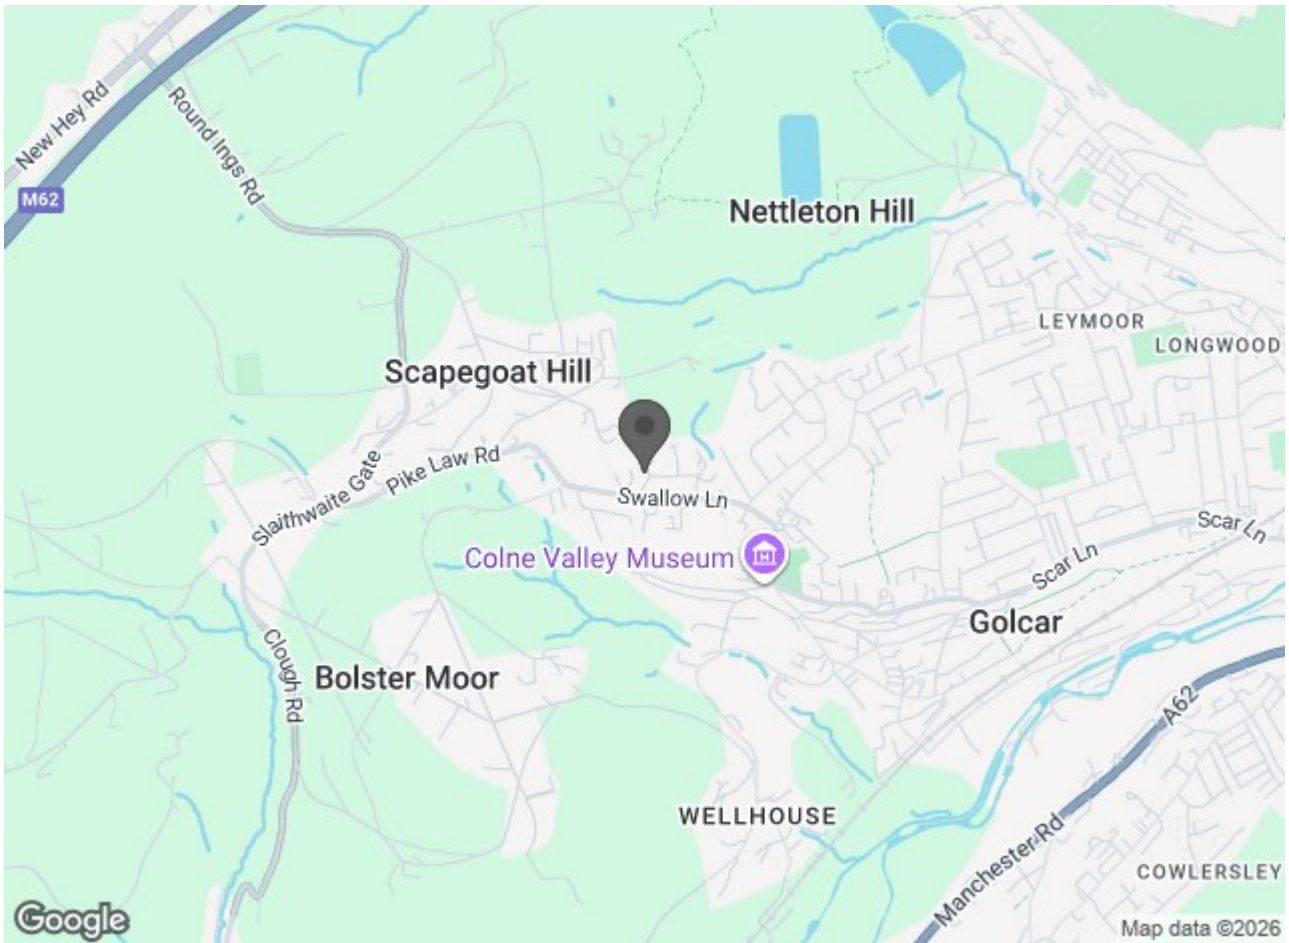 New Hey Rd
Round Ings Rd
M62
Nettleton Hill
LEYMOOR
LONGWOOD
Scapegoat Hill
Pike Law Rd
Slaithwaite Gate
Swallow Ln
Scar Ln
Colne Valley Museum
Scar Ln
Golcar
Clough Rd
Bolster Moor
A62
WELLHOUSE
Manchester Rd
COWLERSLEY
Google
Map data ©2026